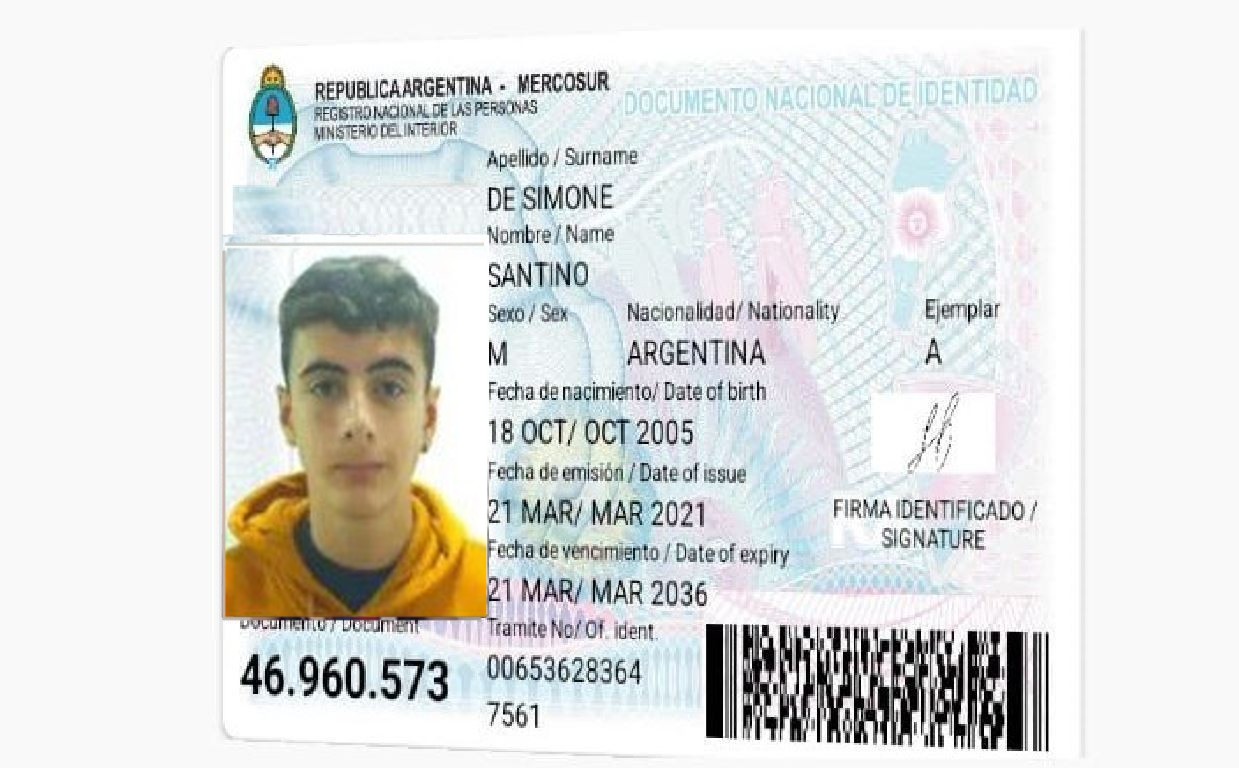 REPUBLICA ARGENTINA - MERCOSUR
REGISTRO NACIONAL DE LAS PERSONAS
MINISTERIO DEL INTERIOR
DOCUMENTO NACIONAL DE IDENTIDAD
Apellido / Surname
DE SIMONE
Nombre / Name
SANTINO
Sexo / Sex Nacionalidad/ Nationality Ejemplar
M ARGENTINA A
Fecha de nacimiento/ Date of birth
18 OCT/ OCT 2005
Fecha de emisión / Date of issue
21 MAR/ MAR 2021
FIRMA IDENTIFICADO /
SIGNATURE
Fecha de vencimiento / Date of expiry
21 MAR/ MAR 2036
Documento / Document
46.960.573
Tramite No/ Of. ident.
00653628364
7561